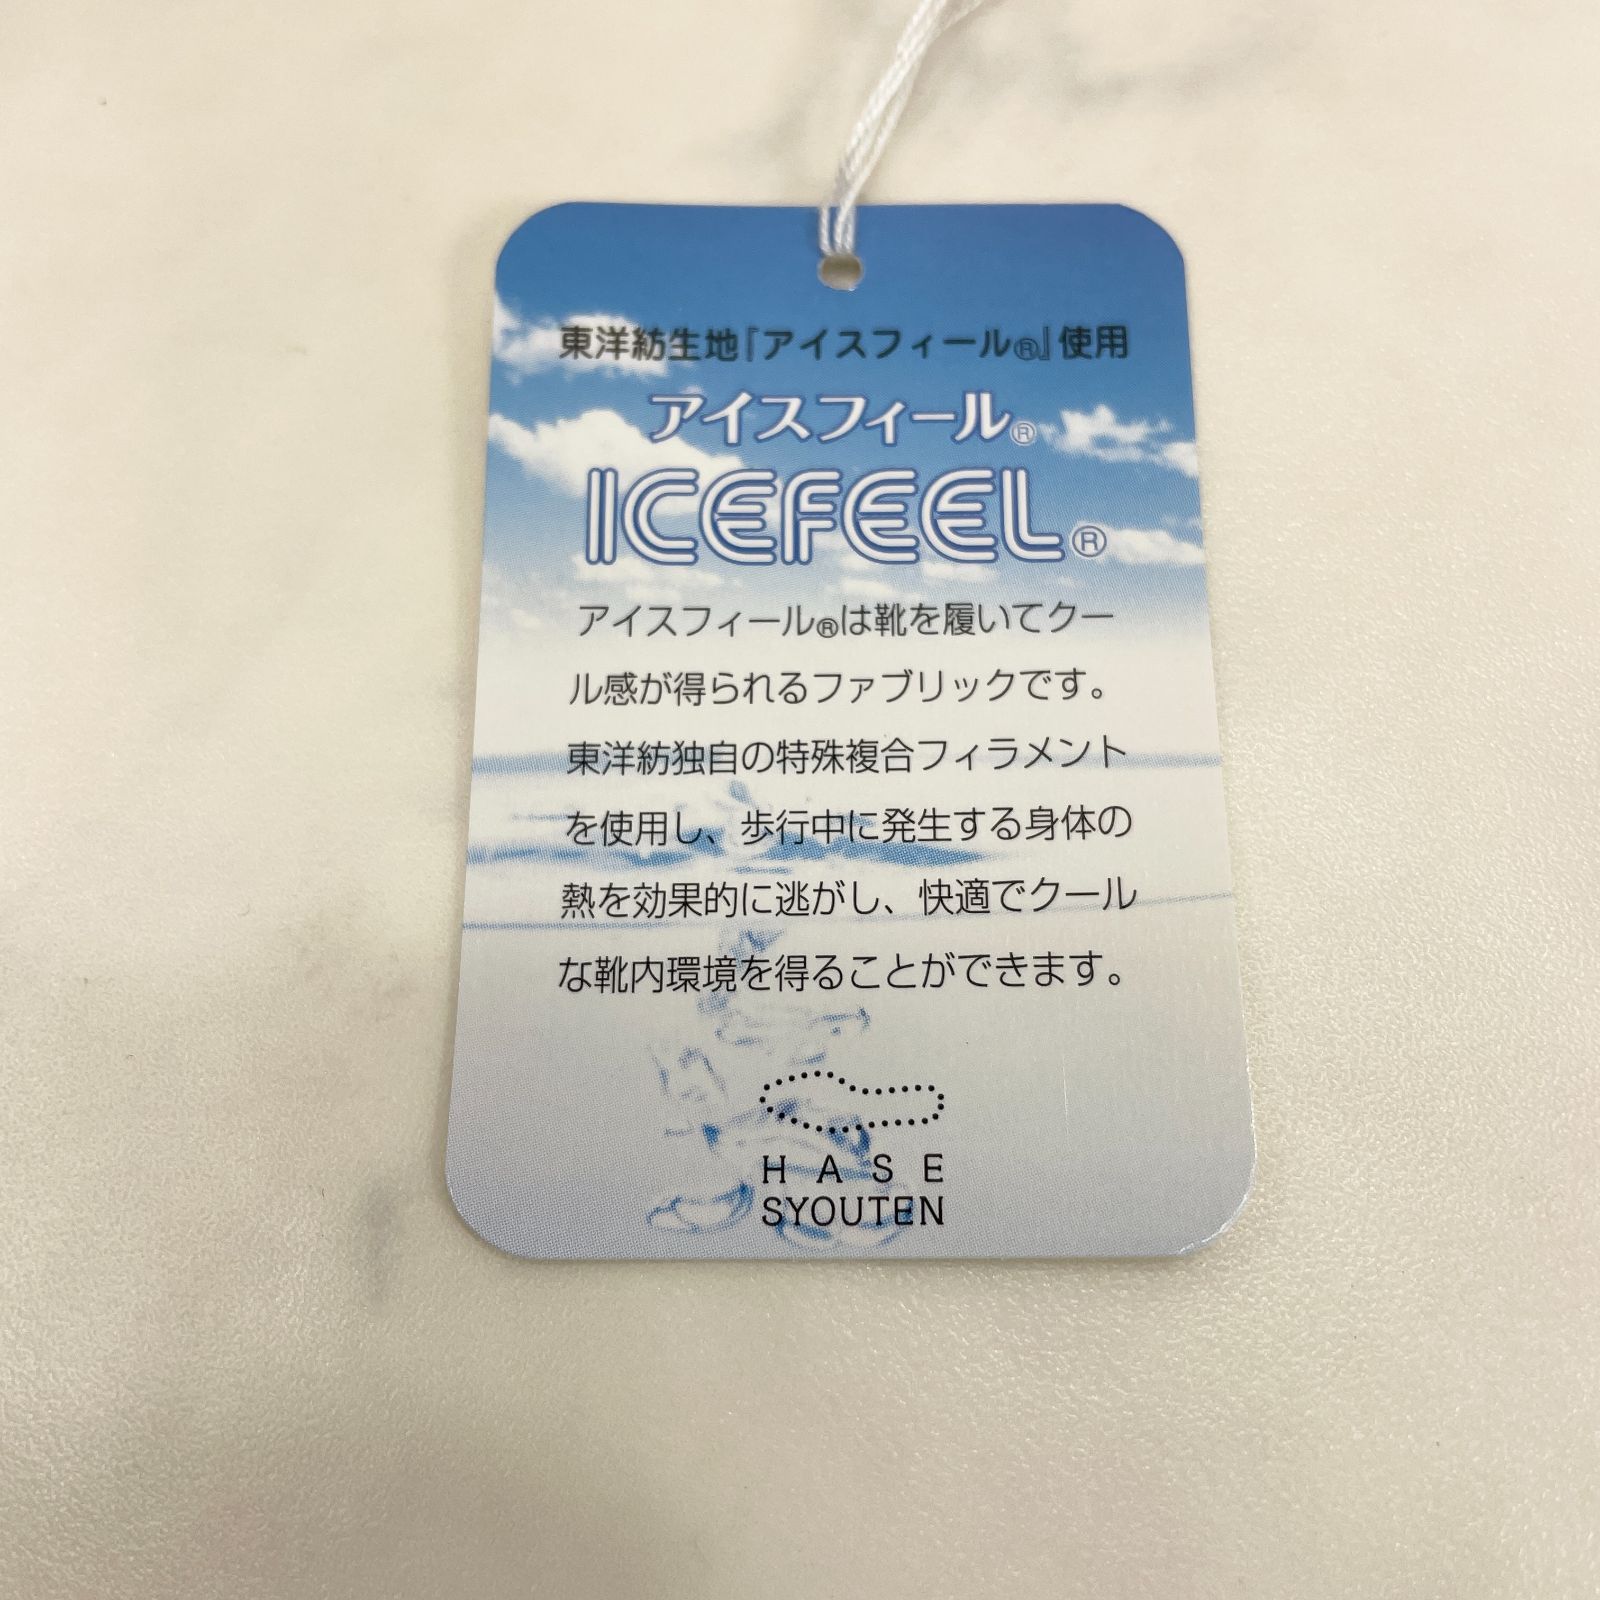 東洋紡生地『アイスフィール®』使用
アイスフィール®
ICEFEEL®
アイスフィール®は靴を履いてクー
ル感が得られるファブリックです。
東洋紡独自の特殊複合フィラメント
を使用し、歩行中に発生する身体の
熱を効果的に逃がし、快適でクール
な靴内環境を得ることができます。
HASE
SYOUTEN